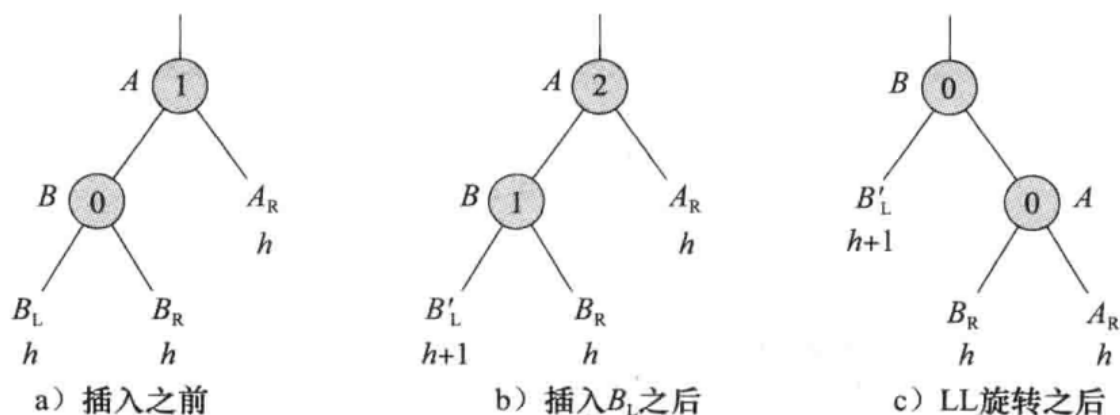 A 1 A 2 B 0
B 0 A_R B 1 A_R B′_L 0 A
h h h+1
B_L B_R B′_L B_R B_R A_R
h h h+1 h h h
a）插入之前 b）插入B_L之后 c）LL旋转之后